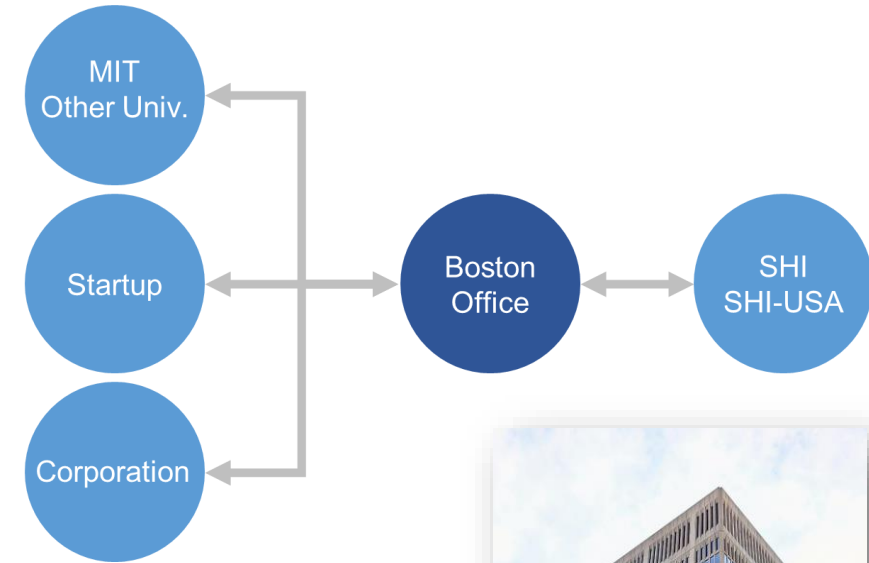 MIT
Other Univ.
Startup
Corporation
Boston
Office
SHI
SHI-USA